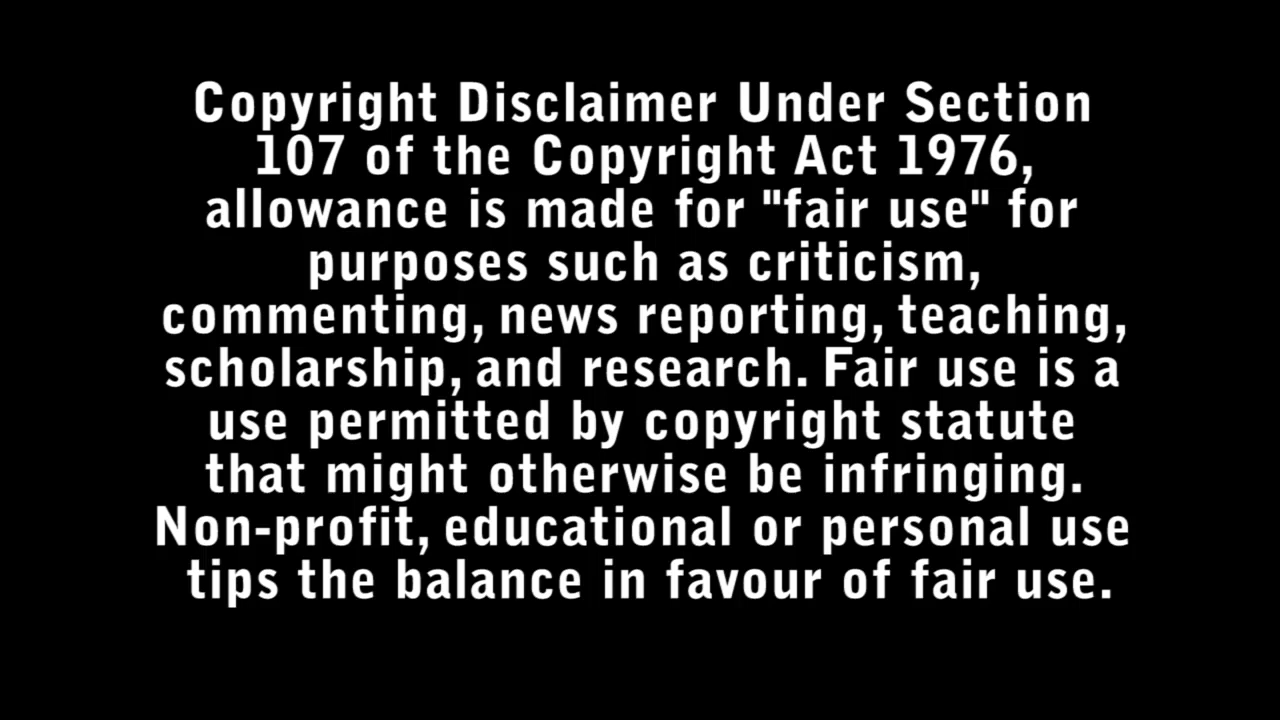 Copyright Disclaimer Under Section
107 of the Copyright Act 1976,
allowance is made for "fair use" for
purposes such as criticism,
commenting, news reporting, teaching,
scholarship, and research. Fair use is a
use permitted by copyright statute
that might otherwise be infringing.
Non-profit, educational or personal use
tips the balance in favour of fair use.